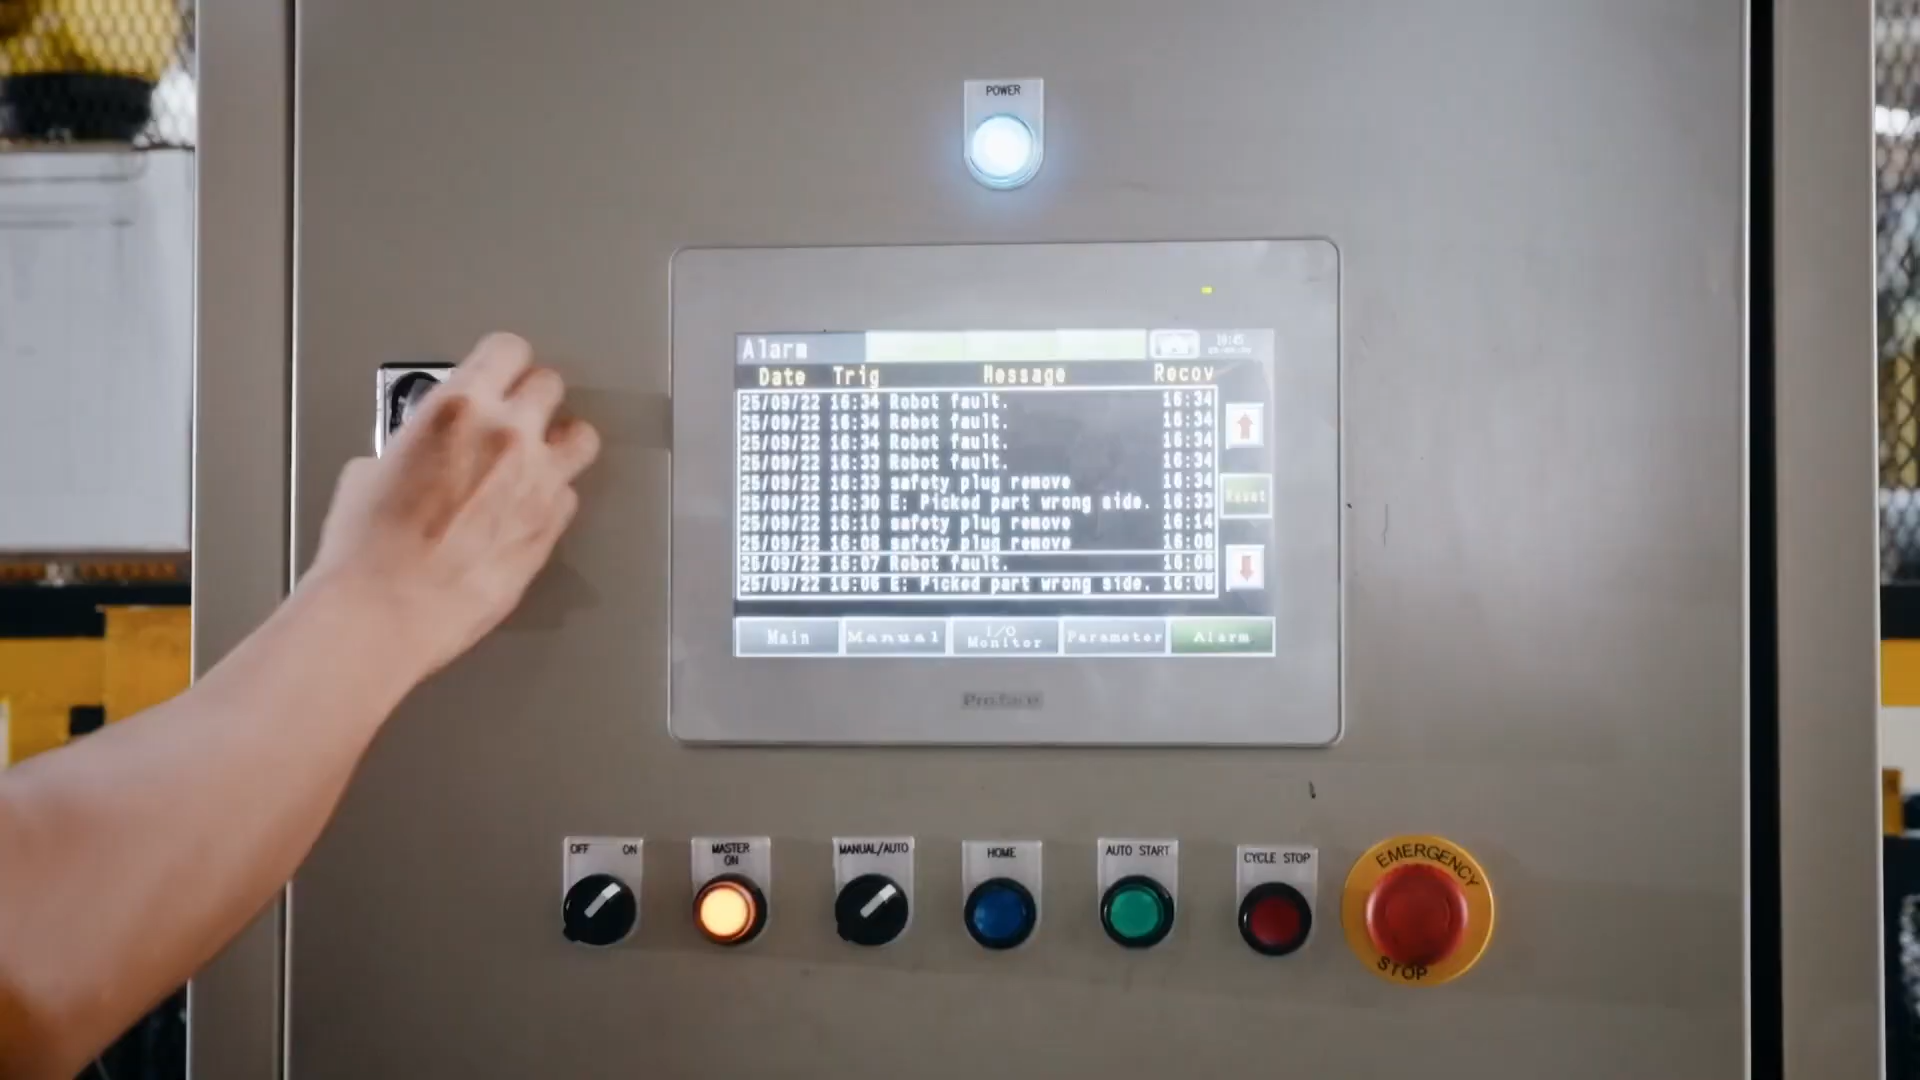 POWER
Alarm
Date Trig Message Recov
25/09/22 16:34 Robot fault. 16:34
25/09/22 16:34 Robot fault. 16:34
25/09/22 16:34 Robot fault. 16:34
25/09/22 16:33 Robot fault. 16:34
25/09/22 16:33 safety plug remove 16:34
25/09/22 16:30 E: Picked part wrong side. 16:33
25/09/22 16:10 safety plug remove 16:14
25/09/22 16:08 safety plug remove 16:08
25/09/22 16:07 Robot fault. 16:08
25/09/22 16:06 E: Picked part wrong side. 16:08
Reset
Main Manual I/O Monitor Parameter Alarm
Pro-face
OFF ON
MASTER ON
MANUAL/AUTO
HOME
AUTO START
CYCLE STOP
EMERGENCY
STOP